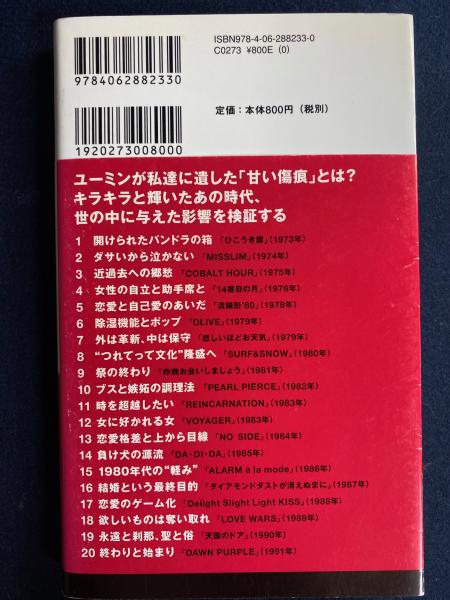 ISBN978-4-06-288233-0
C0273 ¥800E (0)
9784062882330
定価：本体800円（税別）
1920273008000
ユーミンが私達に遺した「甘い傷痕」とは？
キラキラと輝いたあの時代、
世の中に与えた影響を検証する
1 開けられたパンドラの箱 「ひこうき雲」（1973年）
2 ダサいから泣かない 「MISSLIM」（1974年）
3 近過去への郷愁 「COBALT HOUR」（1975年）
4 女性の自立と助手席と 「14番目の月」（1976年）
5 恋愛と自己愛のあいだ 「流線形'80」（1978年）
6 除湿機能とポップ 「OLIVE」（1979年）
7 外は革新、中は保守 「悲しいほどお天気」（1979年）
8 “つれてって文化”隆盛へ 「SURF&SNOW」（1980年）
9 祭の終わり 「昨晩お会いしましょう」（1981年）
10 ブスと嫉妬の調理法 「PEARL PIERCE」（1982年）
11 時を超越したい 「REINCARNATION」（1983年）
12 女に好かれる女 「VOYAGER」（1983年）
13 恋愛格差と上から目線 「NO SIDE」（1984年）
14 負け犬の源流 「DA・DI・DA」（1985年）
15 1980年代の“軽み” 「ALARM à la mode」（1986年）
16 結婚という最終目的 「ダイアモンドダストが消えぬまに」（1987年）
17 恋愛のゲーム化 「Delight Slight Light KISS」（1988年）
18 欲しいものは奪い取れ 「LOVE WARS」（1989年）
19 永遠と刹那、聖と俗 「天国のドア」（1990年）
20 終わりと始まり 「DAWN PURPLE」（1991年）